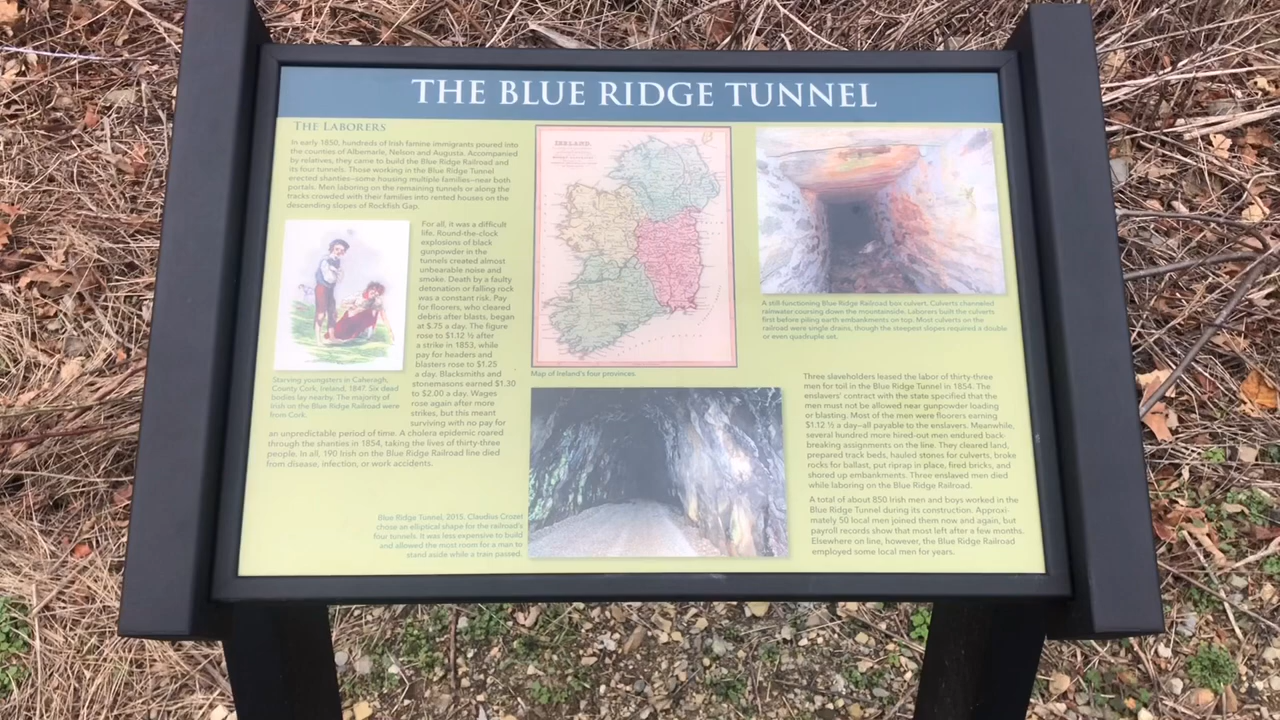 THE BLUE RIDGE TUNNEL
THE LABORERS
In early 1850, hundreds of Irish famine immigrants poured into
the counties of Albemarle, Nelson and Augusta. Accompanied
by relatives, they came to build the Blue Ridge Railroad and
its four tunnels. Those working in the Blue Ridge Tunnel
erected shanties–some housing multiple families–near both
portals. Men laboring on the remaining tunnels or along the
tracks crowded with their families into rented houses on the
descending slopes of Rockfish Gap.
For all, it was a difficult
life. Round-the-clock
explosions of black
gunpowder in the
tunnels created almost
unbearable noise and
smoke. Death by a faulty
detonation or falling rock
was a constant risk. Pay
for floorers, who cleared
debris after blasts, began
at $.75 a day. The figure
rose to $1.12 ½ after
a strike in 1853, while
pay for headers and
blasters rose to $1.25
a day. Blacksmiths and
stonemasons earned $1.30
to $2.00 a day. Wages
rose again after more
strikes, but this meant
surviving with no pay for
an unpredictable period of time. A cholera epidemic roared
through the shanties in 1854, taking the lives of thirty-three
people. In all, 190 Irish on the Blue Ridge Railroad line died
from disease, infection, or work accidents.
Starving youngsters in Caheragh,
County Cork, Ireland, 1847. Six dead
bodies lay nearby. The majority of
Irish on the Blue Ridge Railroad were
from Cork.
Blue Ridge Tunnel, 2015. Claudius Crozet
chose an elliptical shape for the railroad's
four tunnels. It was less expensive to build
and allowed the most room for a man to
stand aside while a train passed.
IRELAND
Map of Ireland's four provinces.
A still-functioning Blue Ridge Railroad box culvert. Culverts channeled
rainwater coursing down the mountainside. Laborers built the culverts
first before piling earth embankments on top. Most culverts on the
railroad were single drains, though the steepest slopes required a double
or even quadruple set.
Three slaveholders leased the labor of thirty-three
men for toil in the Blue Ridge Tunnel in 1854. The
enslavers' contract with the state specified that the
men must not be allowed near gunpowder loading
or blasting. Most of the men were floorers earning
$1.12 ½ a day—all payable to the enslavers. Meanwhile,
several hundred more hired-out men endured back-
breaking assignments on the line. They cleared land,
prepared track beds, hauled stones for culverts, broke
rocks for ballast, put riprap in place, fired bricks, and
shored up embankments. Three enslaved men died
while laboring on the Blue Ridge Railroad.
A total of about 850 Irish men and boys worked in the
Blue Ridge Tunnel during its construction. Approxi-
mately 50 local men joined them now and again, but
payroll records show that most left after a few months.
Elsewhere on line, however, the Blue Ridge Railroad
employed some local men for years.